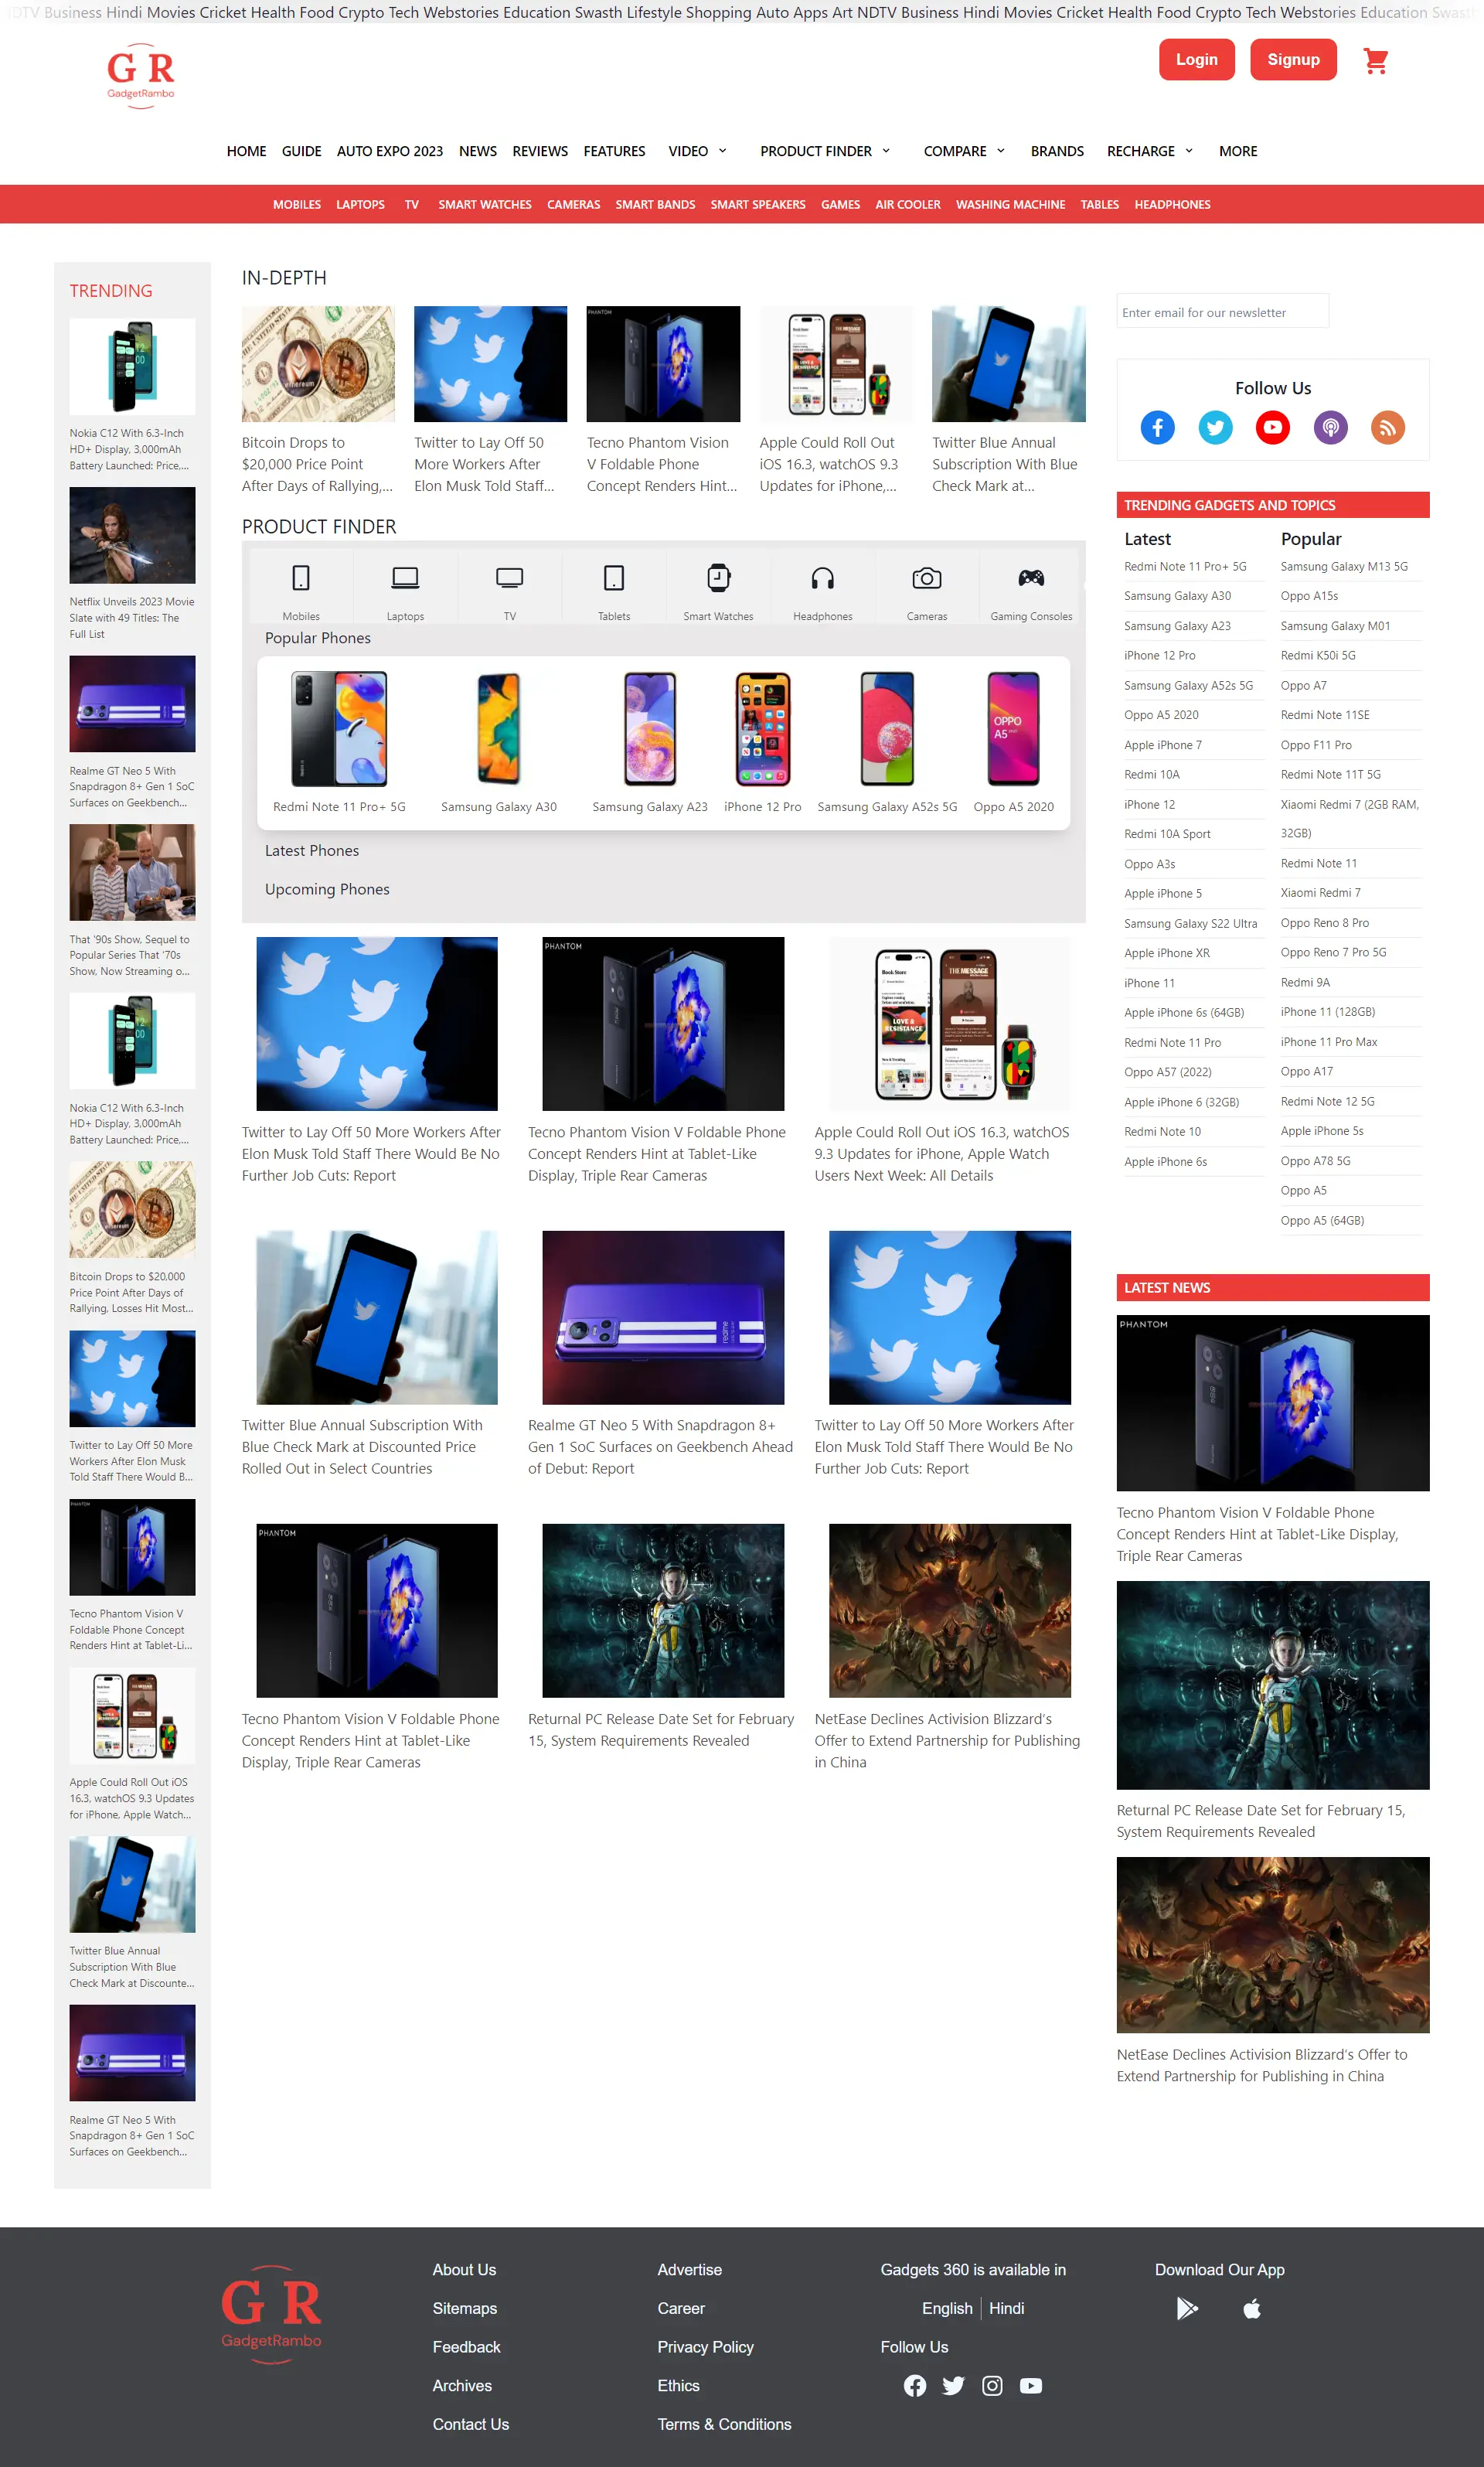 NDTV Business Hindi Movies Cricket Health Food Crypto Tech Webstories Education Swasth Lifestyle Shopping Auto Apps Art NDTV Business Hindi Movies Cricket Health Food Crypto Tech Webstories Education Swasth
G R
GadgetRambo
Login
Signup
HOME GUIDE AUTO EXPO 2023 NEWS REVIEWS FEATURES VIDEO PRODUCT FINDER COMPARE BRANDS RECHARGE MORE
MOBILES LAPTOPS TV SMART WATCHES CAMERAS SMART BANDS SMART SPEAKERS GAMES AIR COOLER WASHING MACHINE TABLES HEADPHONES
TRENDING
Nokia C12 With 6.3-Inch
HD+ Display, 3,000mAh
Battery Launched: Price,...
Netflix Unveils 2023 Movie
Slate with 49 Titles: The
Full List
Realme GT Neo 5 With
Snapdragon 8+ Gen 1 SoC
Surfaces on Geekbench...
That '90s Show, Sequel to
Popular Series That '70s
Show, Now Streaming o...
Nokia C12 With 6.3-Inch
HD+ Display, 3,000mAh
Battery Launched: Price,...
Bitcoin Drops to $20,000
Price Point After Days of
Rallying, Losses Hit Most...
Twitter to Lay Off 50 More
Workers After Elon Musk
Told Staff There Would B...
PHANTOM
Tecno Phantom Vision V
Foldable Phone Concept
Renders Hint at Tablet-Li...
Apple Could Roll Out iOS
16.3, watchOS 9.3 Updates
for iPhone, Apple Watch...
Twitter Blue Annual
Subscription With Blue
Check Mark at Discounte...
Realme GT Neo 5 With
Snapdragon 8+ Gen 1 SoC
Surfaces on Geekbench...
IN-DEPTH
Bitcoin Drops to
$20,000 Price Point
After Days of Rallying,...
Twitter to Lay Off 50
More Workers After
Elon Musk Told Staff...
PHANTOM
Tecno Phantom Vision
V Foldable Phone
Concept Renders Hint...
Apple Could Roll Out
iOS 16.3, watchOS 9.3
Updates for iPhone,...
Twitter Blue Annual
Subscription With Blue
Check Mark at...
PRODUCT FINDER
Mobiles Laptops TV Tablets Smart Watches Headphones Cameras Gaming Consoles
Popular Phones
OPPO
A5
Redmi Note 11 Pro+ 5G Samsung Galaxy A30 Samsung Galaxy A23 iPhone 12 Pro Samsung Galaxy A52s 5G Oppo A5 2020
Latest Phones
Upcoming Phones
Twitter to Lay Off 50 More Workers After
Elon Musk Told Staff There Would Be No
Further Job Cuts: Report
PHANTOM
Tecno Phantom Vision V Foldable Phone
Concept Renders Hint at Tablet-Like
Display, Triple Rear Cameras
Book Store
LOVE &
RESISTANCE
THE MESSAGE
Apple Could Roll Out iOS 16.3, watchOS
9.3 Updates for iPhone, Apple Watch
Users Next Week: All Details
Twitter Blue Annual Subscription With
Blue Check Mark at Discounted Price
Rolled Out in Select Countries
realme
Realme GT Neo 5 With Snapdragon 8+
Gen 1 SoC Surfaces on Geekbench Ahead
of Debut: Report
Twitter to Lay Off 50 More Workers After
Elon Musk Told Staff There Would Be No
Further Job Cuts: Report
PHANTOM
Tecno Phantom Vision V Foldable Phone
Concept Renders Hint at Tablet-Like
Display, Triple Rear Cameras
Returnal PC Release Date Set for February
15, System Requirements Revealed
NetEase Declines Activision Blizzard's
Offer to Extend Partnership for Publishing
in China
Enter email for our newsletter
Follow Us
TRENDING GADGETS AND TOPICS
Latest
Redmi Note 11 Pro+ 5G
Samsung Galaxy A30
Samsung Galaxy A23
iPhone 12 Pro
Samsung Galaxy A52s 5G
Oppo A5 2020
Apple iPhone 7
Redmi 10A
iPhone 12
Redmi 10A Sport
Oppo A3s
Apple iPhone 5
Samsung Galaxy S22 Ultra
Apple iPhone XR
iPhone 11
Apple iPhone 6s (64GB)
Redmi Note 11 Pro
Oppo A57 (2022)
Apple iPhone 6 (32GB)
Redmi Note 10
Apple iPhone 6s
Popular
Samsung Galaxy M13 5G
Oppo A15s
Samsung Galaxy M01
Redmi K50i 5G
Oppo A7
Redmi Note 11SE
Oppo F11 Pro
Redmi Note 11T 5G
Xiaomi Redmi 7 (2GB RAM,
32GB)
Redmi Note 11
Xiaomi Redmi 7
Oppo Reno 8 Pro
Oppo Reno 7 Pro 5G
Redmi 9A
iPhone 11 (128GB)
iPhone 11 Pro Max
Oppo A17
Redmi Note 12 5G
Apple iPhone 5s
Oppo A78 5G
Oppo A5
Oppo A5 (64GB)
LATEST NEWS
PHANTOM
Tecno Phantom Vision V Foldable Phone
Concept Renders Hint at Tablet-Like Display,
Triple Rear Cameras
Returnal PC Release Date Set for February 15,
System Requirements Revealed
NetEase Declines Activision Blizzard's Offer to
Extend Partnership for Publishing in China
G R
GadgetRambo
About Us
Sitemaps
Feedback
Archives
Contact Us
Advertise
Career
Privacy Policy
Ethics
Terms & Conditions
Gadgets 360 is available in
English Hindi
Follow Us
Download Our App